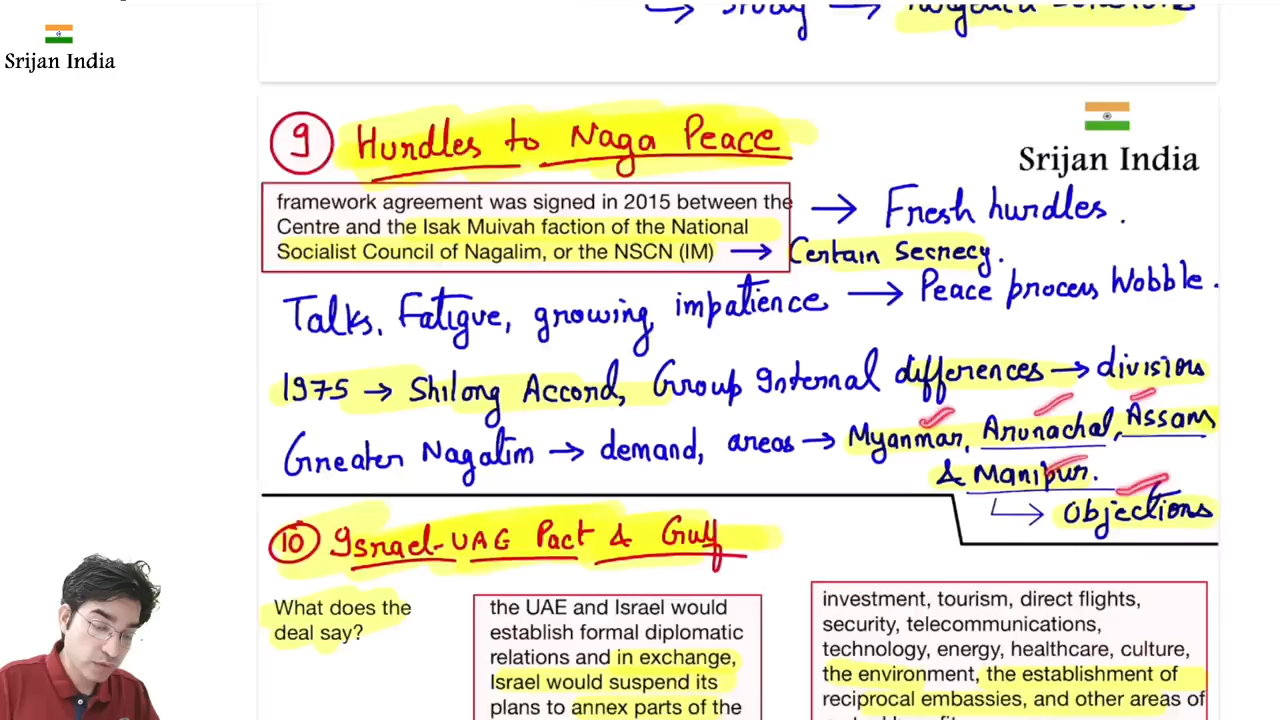 Study → 
Srijan India
9 Hurdles to Naga Peace
Srijan India
framework agreement was signed in 2015 between the
Centre and the Isak Muivah faction of the National
Socialist Council of Nagalim, or the NSCN (IM)
→ Fresh hurdles.
→ Certain Secrecy.
Talks, Fatigue, growing impatience → Peace process Wobble.
1975 → Shilong Accord, Group Internal differences → divisions
Greater Nagalim → demand, areas → Myanmar, Arunachal, Assam
& Manipur.
→ Objections
10 Israel-UAE Pact & Gulf
What does the
deal say?
the UAE and Israel would
establish formal diplomatic
relations and in exchange,
Israel would suspend its
plans to annex parts of the
investment, tourism, direct flights,
security, telecommunications,
technology, energy, healthcare, culture,
the environment, the establishment of
reciprocal embassies, and other areas of